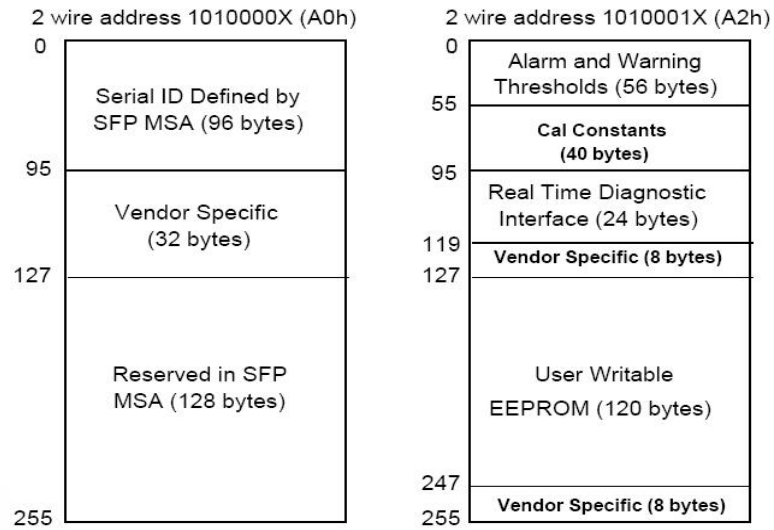 2 wire address 1010000X (A0h)
0
Serial ID Defined by
SFP MSA (96 bytes)
95
Vendor Specific
(32 bytes)
127
Reserved in SFP
MSA (128 bytes)
255
2 wire address 1010001X (A2h)
0
Alarm and Warning
Thresholds (56 bytes)
55
Cal Constants
(40 bytes)
95
Real Time Diagnostic
Interface (24 bytes)
119
Vendor Specific (8 bytes)
127
User Writable
EEPROM (120 bytes)
247
Vendor Specific (8 bytes)
255